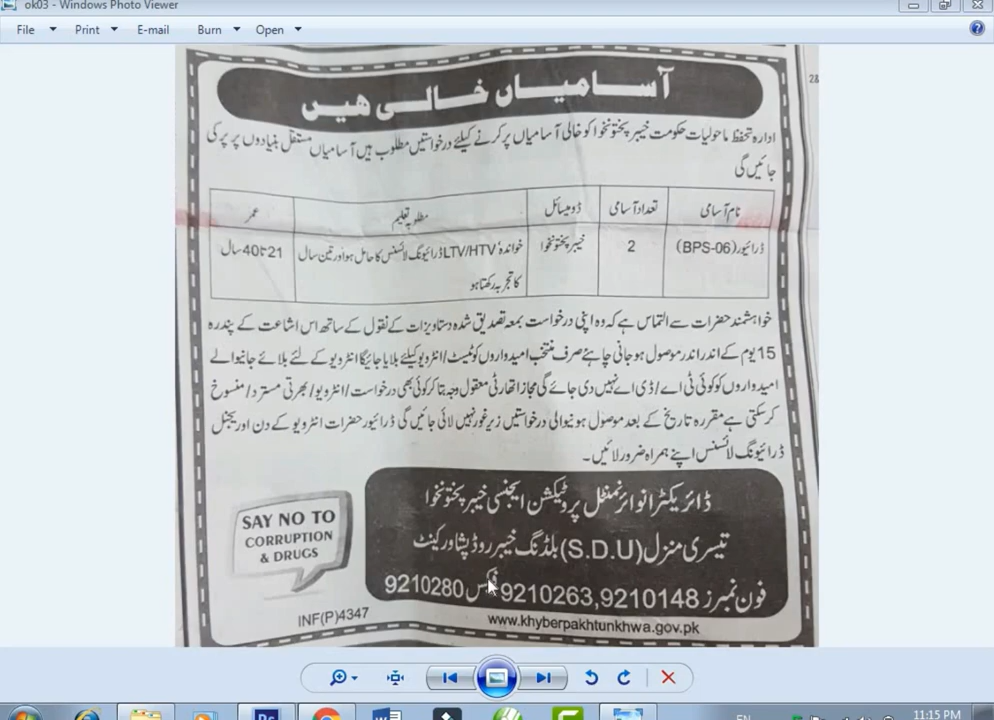 ok03 - Windows Photo Viewer
File Print E-mail Burn Open
آسامیاں خالی ہیں
ادارہ تحفظ ماحولیات حکومت خیبر پختونخوا کو خالی آسامیاں پر کرنے کیلئے درخواستیں مطلوب ہیں آسامیاں مستقل بنیادوں پر پر کی
جائیں گی
نام آسامی تعداد آسامی ڈومیسائل مطلوبہ تعلیم عمر
ڈرائیور (BPS-06) 2 خیبر پختونخوا خواندہ LTV/HTV ڈرائیونگ لائسنس کا حامل ہو اور تین سال 21 تا 40 سال
کا تجربہ رکھتا ہو
خواہشمند حضرات سے التماس ہے کہ وہ اپنی درخواست بمعہ تصدیق شدہ دستاویزات کے نقول کے ساتھ اس اشاعت کے پندرہ
15 یوم کے اندر اندر موصول ہو جانی چاہئے صرف منتخب امیدواروں کو ٹیسٹ/انٹرویو کیلئے بلایا جائیگا انٹرویو کے لئے بلائے جانیوالے
امیدواروں کو کوئی ٹی اے/ڈی اے نہیں دی جائے گی مجاز اتھارٹی معقول وجہ بتا کر کوئی بھی درخواست/انٹرویو/بھرتی مسترد/منسوخ
کر سکتی ہے مقررہ تاریخ کے بعد موصول ہونیوالی درخواستیں زیر غور نہیں لائی جائیں گی ڈرائیور حضرات انٹرویو کے دن اوریجنل
ڈرائیونگ لائسنس اپنے ہمراہ ضرور لائیں۔
ڈائریکٹر انوائرنمنٹل پروٹیکشن ایجنسی خیبر پختونخوا
تیسری منزل (S.D.U) بلڈنگ خیبر روڈ پشاور کینٹ
فون نمبرز 9210263,9210148 فیکس 9210280
SAY NO TO
CORRUPTION
& DRUGS
INF(P)4347
www.khyberpakhtunkhwa.gov.pk
EN 11:15 PM